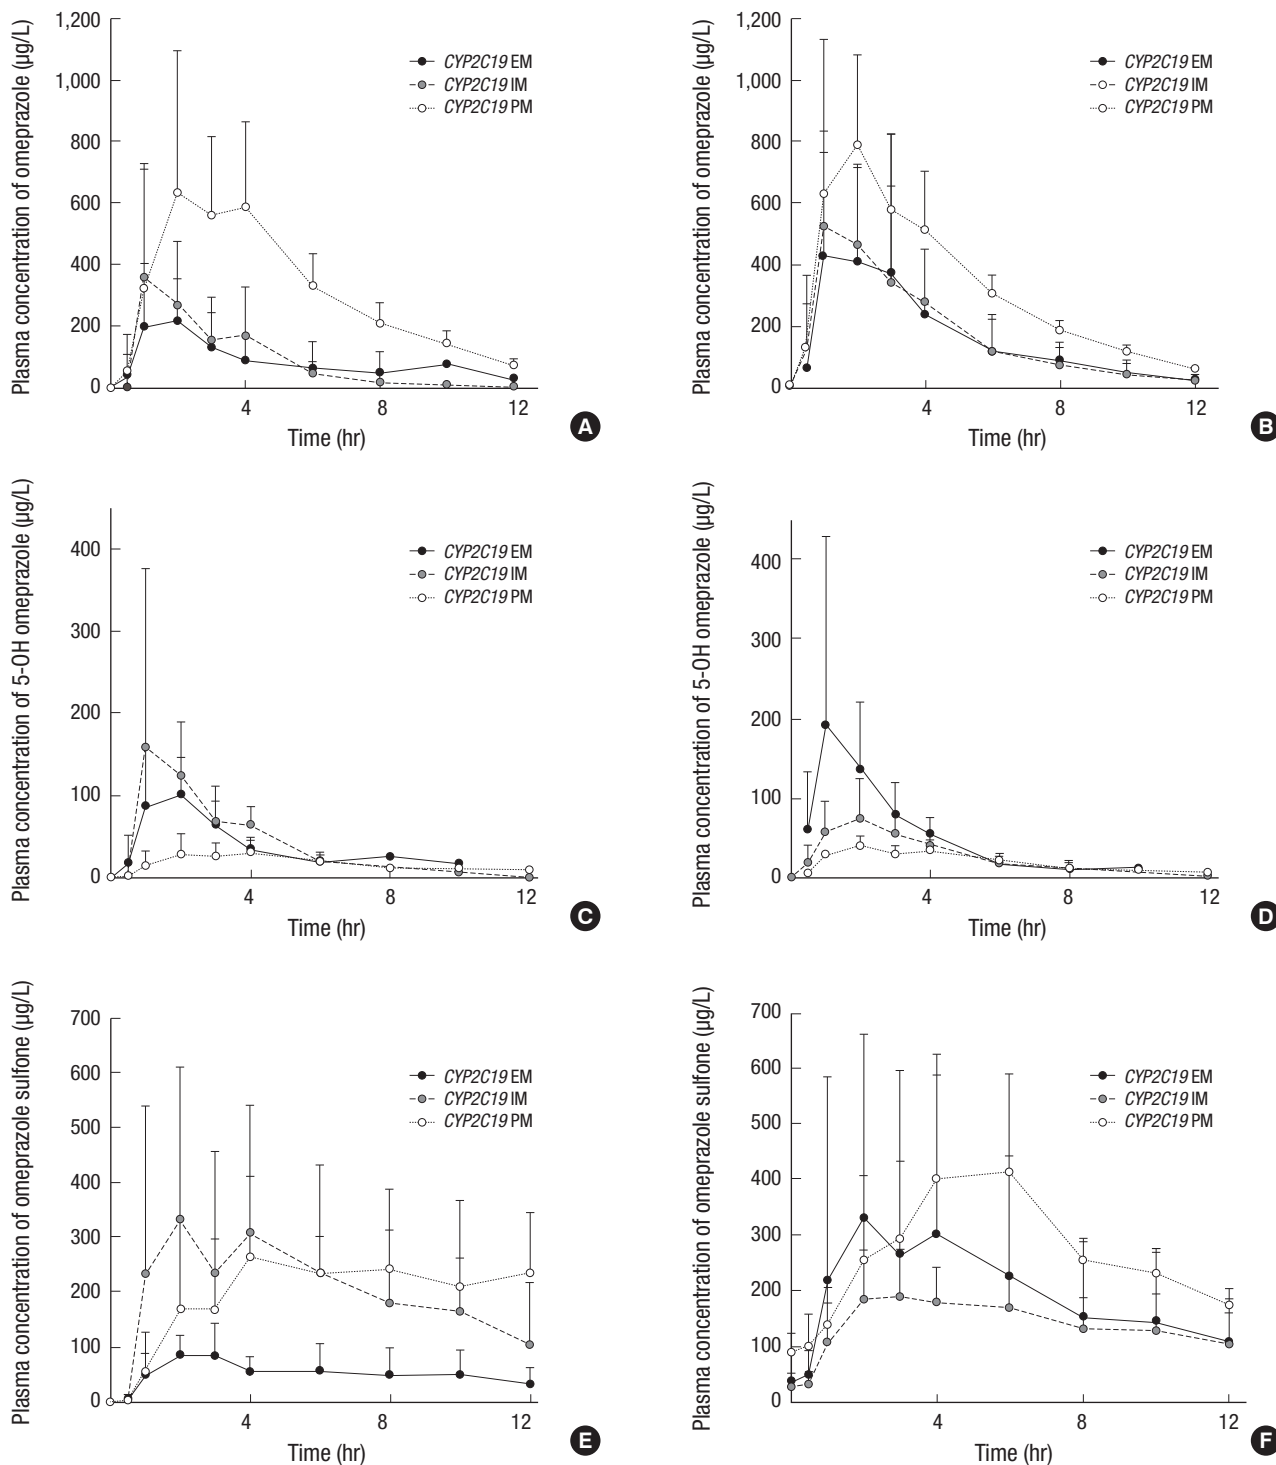 Plasma concentration of omeprazole (µg/L)
1,200
1,000
800
600
400
200
0
4
8
12
Time (hr)
CYP2C19 EM
CYP2C19 IM
CYP2C19 PM
A
Plasma concentration of omeprazole (µg/L)
1,200
1,000
800
600
400
200
0
4
8
12
Time (hr)
CYP2C19 EM
CYP2C19 IM
CYP2C19 PM
B
Plasma concentration of 5-OH omeprazole (µg/L)
400
300
200
100
0
4
8
12
Time (hr)
CYP2C19 EM
CYP2C19 IM
CYP2C19 PM
C
Plasma concentration of 5-OH omeprazole (µg/L)
400
300
200
100
0
4
8
12
Time (hr)
CYP2C19 EM
CYP2C19 IM
CYP2C19 PM
D
Plasma concentration of omeprazole sulfone (µg/L)
700
600
500
400
300
200
100
0
4
8
12
Time (hr)
CYP2C19 EM
CYP2C19 IM
CYP2C19 PM
E
Plasma concentration of omeprazole sulfone (µg/L)
700
600
500
400
300
200
100
0
4
8
12
Time (hr)
CYP2C19 EM
CYP2C19 IM
CYP2C19 PM
F